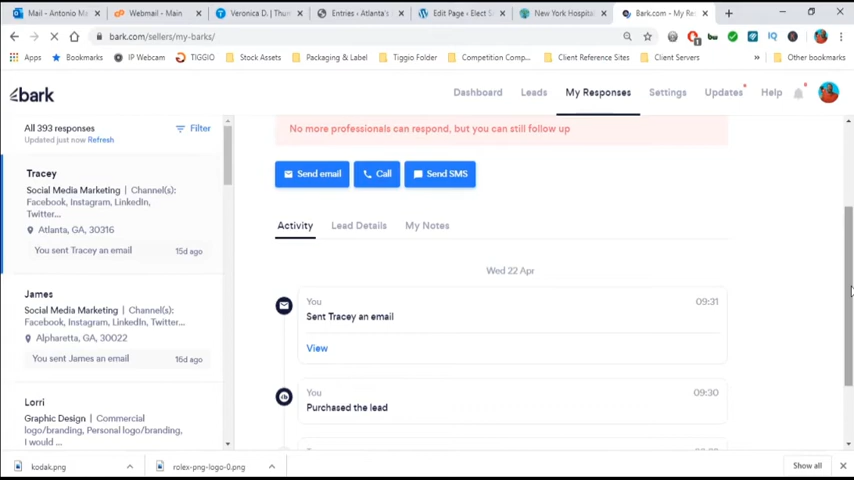 Mail - Antonio M
Webmail - Main
Veronica D. | Thum
Entries ‹ Atlanta's
Edit Page ‹ Elect S
New York Hospital
Bark.com - My Re
bark.com/sellers/my-barks/
Apps
Bookmarks
IP Webcam
TIGGIO
Stock Assets
Packaging & Label
Tiggio Folder
Competition Comp...
Client Reference Sites
Client Servers
»
Other bookmarks
bark
Dashboard
Leads
My Responses
Settings
Updates
Help
All 393 responses
Filter
Updated just now Refresh
Tracey
Social Media Marketing | Channel(s):
Facebook, Instagram, LinkedIn,
Twitter...
Atlanta, GA, 30316
You sent Tracey an email 15d ago
James
Social Media Marketing | Channel(s):
Facebook, Instagram, LinkedIn, Twitter...
Alpharetta, GA, 30022
You sent James an email 16d ago
Lorri
Graphic Design | Commercial
logo/branding, Personal logo/branding,
I would ...
No more professionals can respond, but you can still follow up
Send email
Call
Send SMS
Activity
Lead Details
My Notes
Wed 22 Apr
You 09:31
Sent Tracey an email
View
You 09:30
Purchased the lead
kodak.png
rolex-png-logo-0.png
Show all